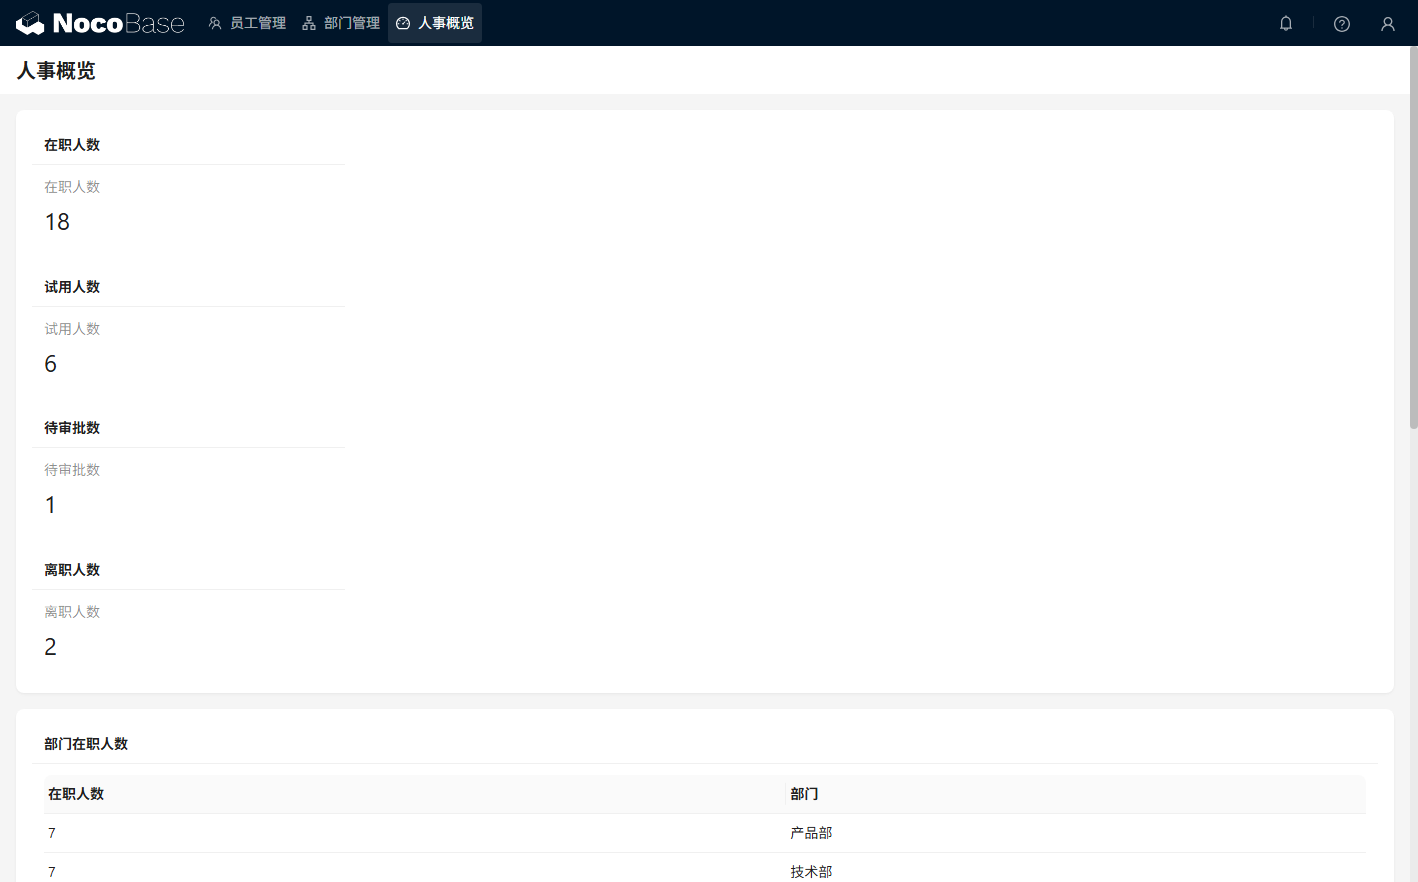 NocoBase 员工管理 部门管理 人事概览
人事概览
在职人数
在职人数
18
试用人数
试用人数
6
待审批数
待审批数
1
离职人数
离职人数
2
部门在职人数
在职人数 部门
7 产品部
7 技术部